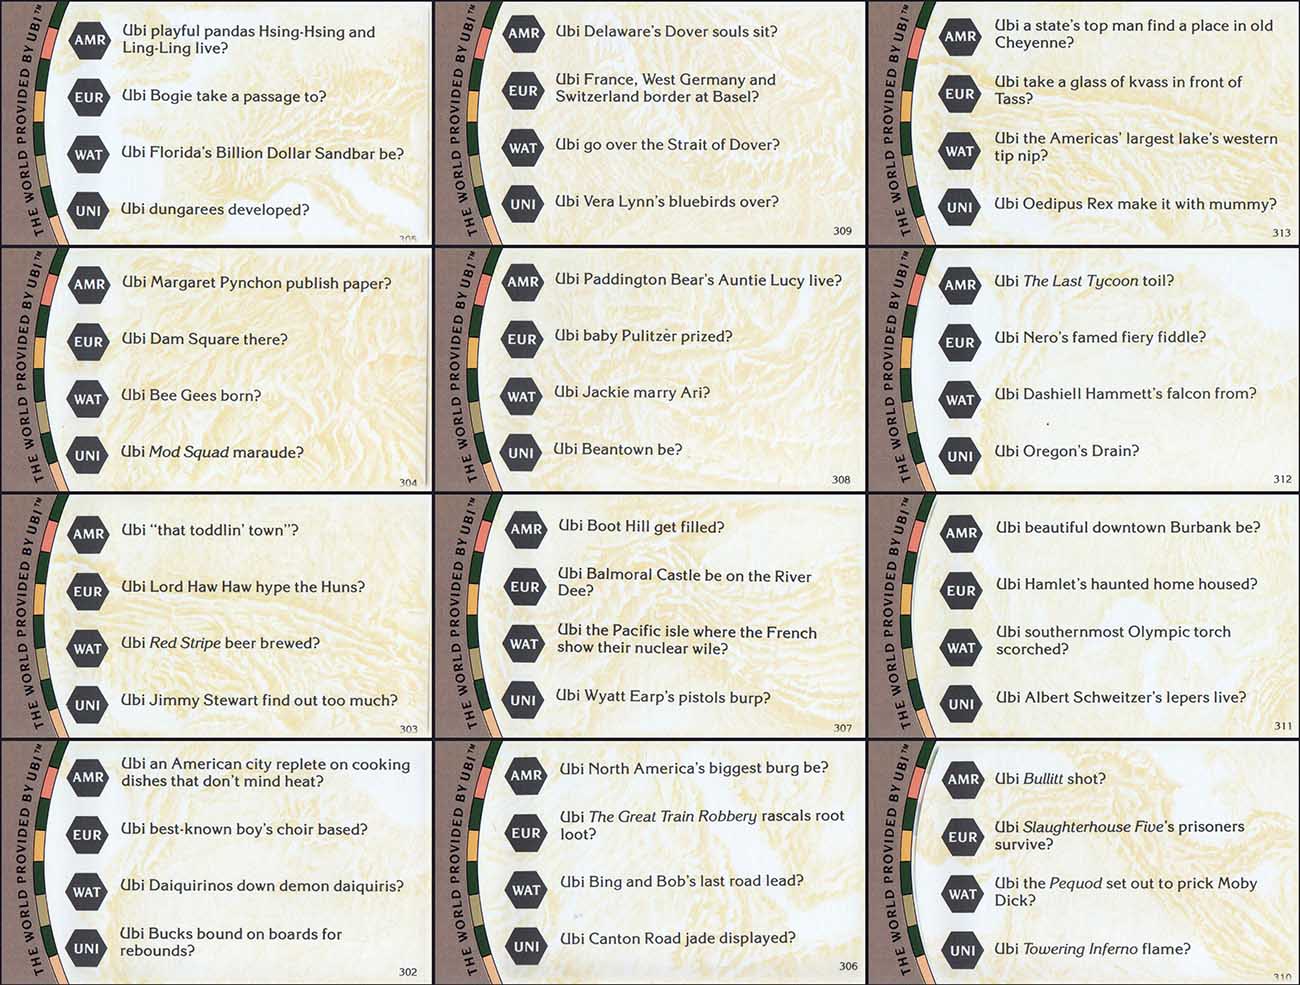 THE WORLD PROVIDED BY UBI™
AMR
Ubi playful pandas Hsing-Hsing and
Ling-Ling live?
EUR
Ubi Bogie take a passage to?
WAT
Ubi Florida's Billion Dollar Sandbar be?
UNI
Ubi dungarees developed?
305
THE WORLD PROVIDED BY UBI™
AMR
Ubi Delaware's Dover souls sit?
EUR
Ubi France, West Germany and
Switzerland border at Basel?
WAT
Ubi go over the Strait of Dover?
UNI
Ubi Vera Lynn's bluebirds over?
309
THE WORLD PROVIDED BY UBI™
AMR
Ubi a state's top man find a place in old
Cheyenne?
EUR
Ubi take a glass of kvass in front of
Tass?
WAT
Ubi the Americas' largest lake's western
tip nip?
UNI
Ubi Oedipus Rex make it with mummy?
313
THE WORLD PROVIDED BY UBI™
AMR
Ubi Margaret Pynchon publish paper?
EUR
Ubi Dam Square there?
WAT
Ubi Bee Gees born?
UNI
Ubi Mod Squad maraude?
304
THE WORLD PROVIDED BY UBI™
AMR
Ubi Paddington Bear's Auntie Lucy live?
EUR
Ubi baby Pulitzer prized?
WAT
Ubi Jackie marry Ari?
UNI
Ubi Beantown be?
308
THE WORLD PROVIDED BY UBI™
AMR
Ubi The Last Tycoon toil?
EUR
Ubi Nero's famed fiery fiddle?
WAT
Ubi Dashiell Hammett's falcon from?
UNI
Ubi Oregon's Drain?
312
THE WORLD PROVIDED BY UBI™
AMR
Ubi "that toddlin' town"?
EUR
Ubi Lord Haw Haw hype the Huns?
WAT
Ubi Red Stripe beer brewed?
UNI
Ubi Jimmy Stewart find out too much?
303
THE WORLD PROVIDED BY UBI™
AMR
Ubi Boot Hill get filled?
EUR
Ubi Balmoral Castle be on the River
Dee?
WAT
Ubi the Pacific isle where the French
show their nuclear wile?
UNI
Ubi Wyatt Earp's pistols burp?
307
THE WORLD PROVIDED BY UBI™
AMR
Ubi beautiful downtown Burbank be?
EUR
Ubi Hamlet's haunted home housed?
WAT
Ubi southernmost Olympic torch
scorched?
UNI
Ubi Albert Schweitzer's lepers live?
311
THE WORLD PROVIDED BY UBI™
AMR
Ubi an American city replete on cooking
dishes that don't mind heat?
EUR
Ubi best-known boy's choir based?
WAT
Ubi Daiquirinos down demon daiquiris?
UNI
Ubi Bucks bound on boards for
rebounds?
302
THE WORLD PROVIDED BY UBI™
AMR
Ubi North America's biggest burg be?
EUR
Ubi The Great Train Robbery rascals root
loot?
WAT
Ubi Bing and Bob's last road lead?
UNI
Ubi Canton Road jade displayed?
306
THE WORLD PROVIDED BY UBI™
AMR
Ubi Bullitt shot?
EUR
Ubi Slaughterhouse Five's prisoners
survive?
WAT
Ubi the Pequod set out to prick Moby
Dick?
UNI
Ubi Towering Inferno flame?
310